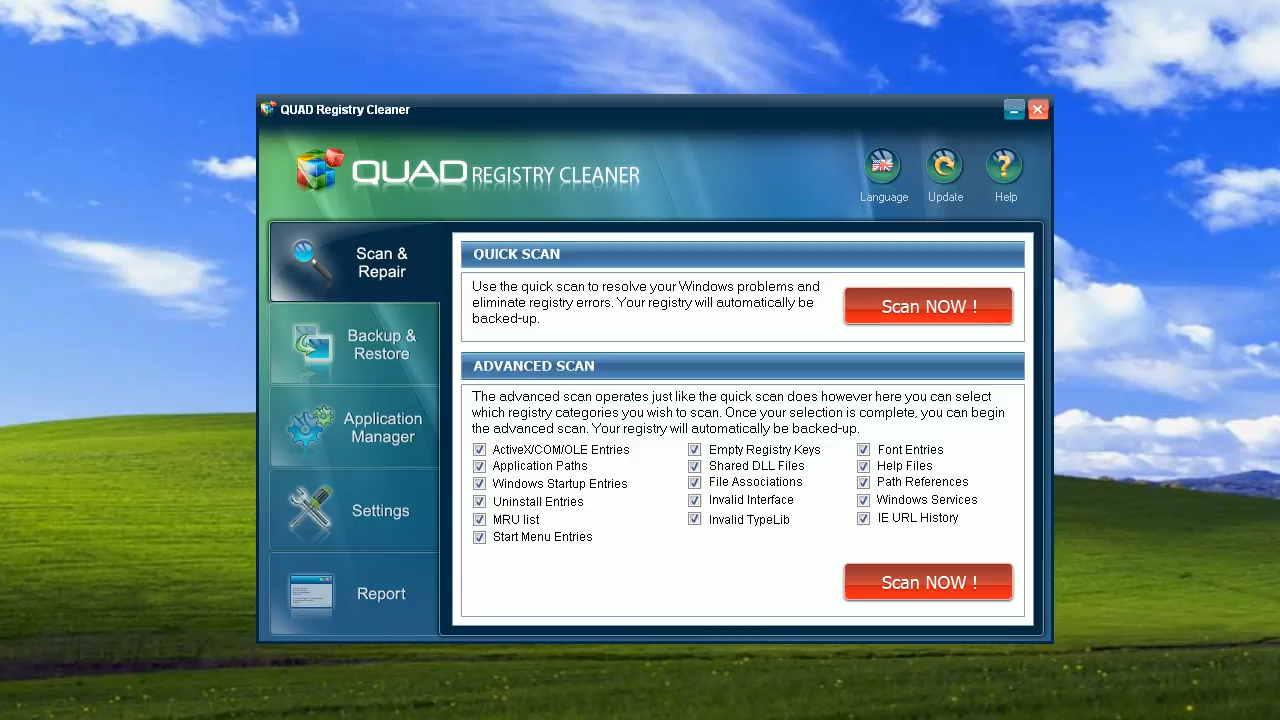 QUAD Registry Cleaner
QUAD REGISTRY CLEANER
Language
Update
Help
Scan &
Repair
Backup &
Restore
Application
Manager
Settings
Report
QUICK SCAN
Use the quick scan to resolve your Windows problems and
eliminate registry errors. Your registry will automatically be
backed-up.
Scan NOW !
ADVANCED SCAN
The advanced scan operates just like the quick scan does however here you can select
which registry categories you wish to scan. Once you selection is complete, you can begin
the advanced scan. Your registry will automatically be backed-up.
ActiveX/COM/OLE Entries
Application Paths
Windows Startup Entries
Uninstall Entries
MRU list
Start Menu Entries
Empty Registry Keys
Shared DLL Files
File Associations
Invalid Interface
Invalid TypeLib
Font Entries
Help Files
Path References
Windows Services
IE URL History
Scan NOW !